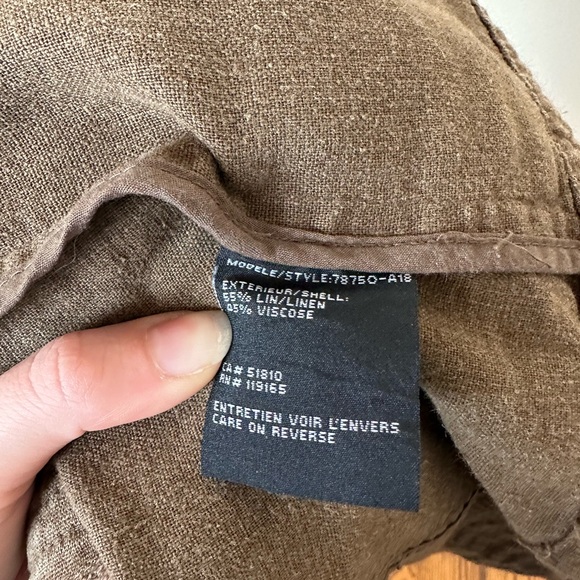 MODELE/STYLE:78750-A18
EXTERIEUR/SHELL:
55% LIN/LINEN
45% VISCOSE
CA# 51810
RN# 119165
ENTRETIEN VOIR L'ENVERS
CARE ON REVERSE